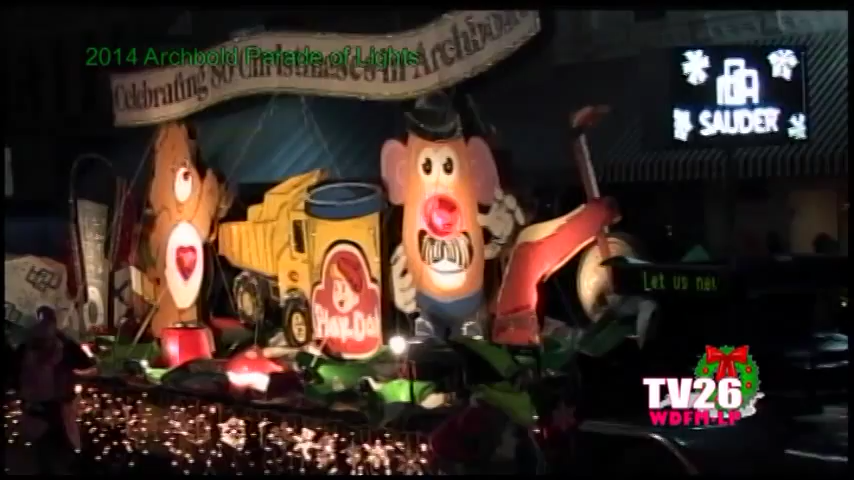 2014 Archbold Parade of Lights
Celebrating 80 Christmases in Archbold
SAUDER
Let us
Play-Doh
TV26
WDFM-LP